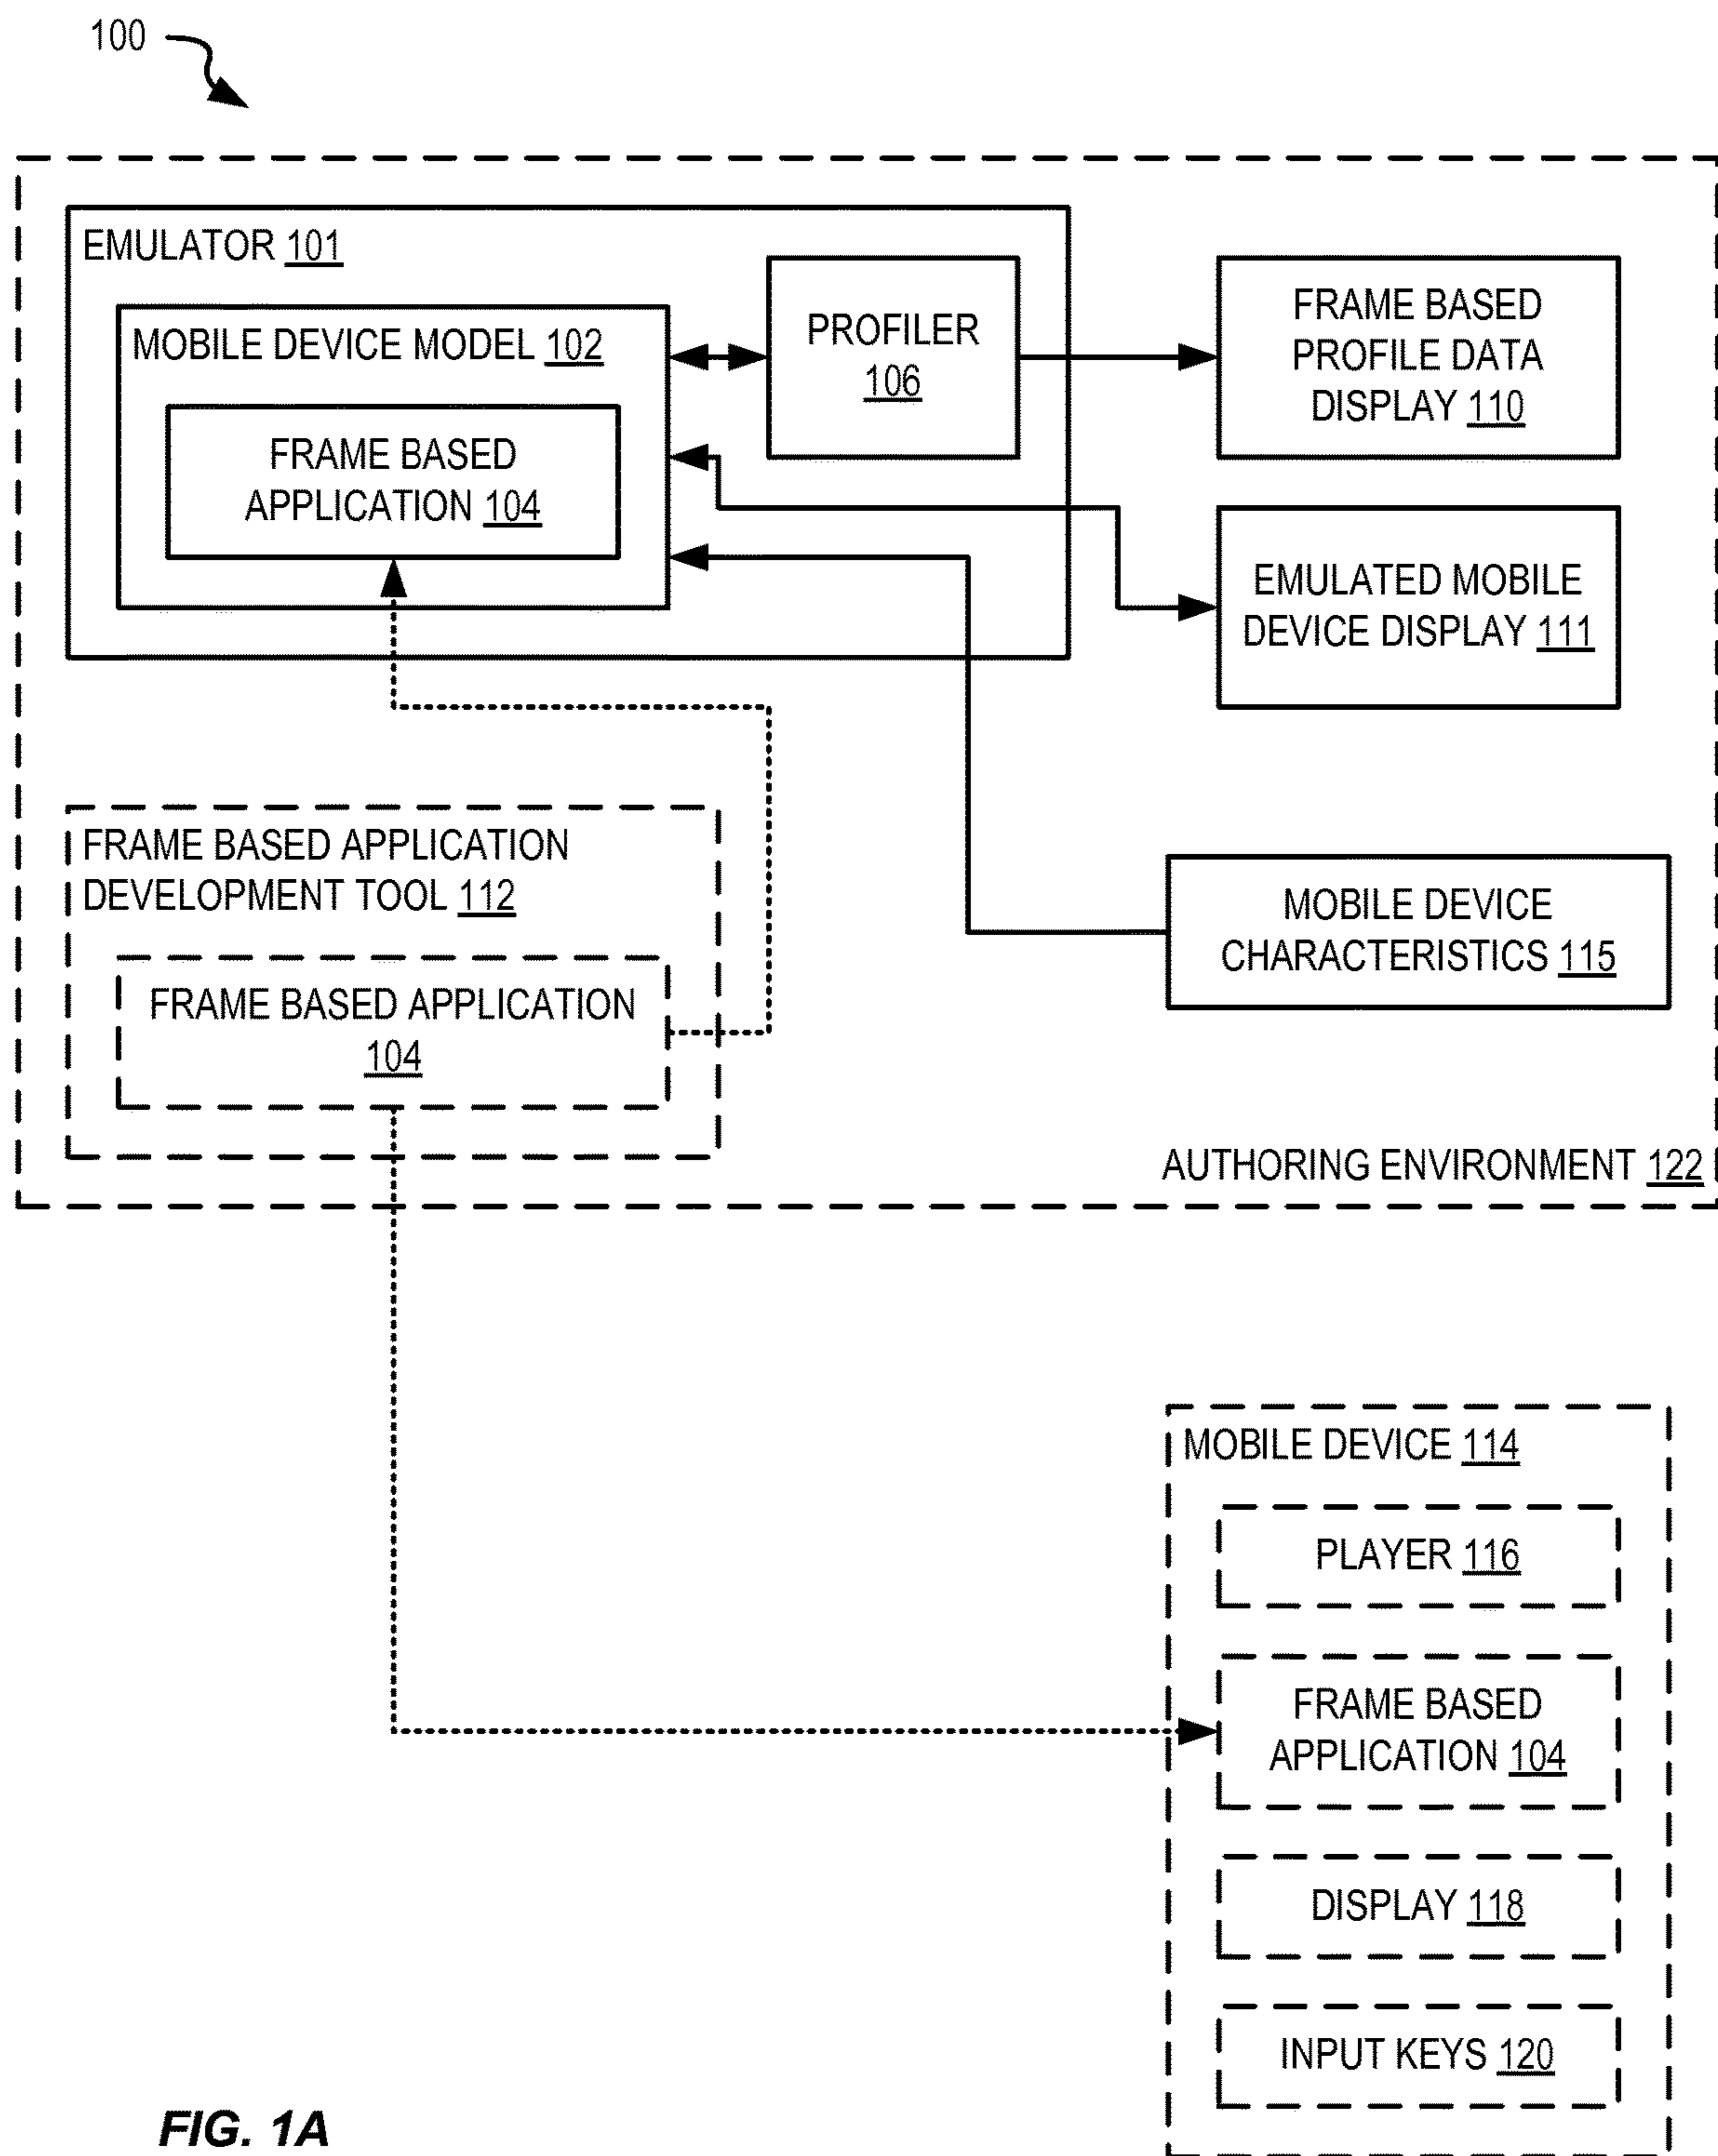 100
EMULATOR 101
MOBILE DEVICE MODEL 102
FRAME BASED
APPLICATION 104
PROFILER
106
FRAME BASED
PROFILE DATA
DISPLAY 110
EMULATED MOBILE
DEVICE DISPLAY 111
FRAME BASED APPLICATION
DEVELOPMENT TOOL 112
FRAME BASED APPLICATION
104
MOBILE DEVICE
CHARACTERISTICS 115
AUTHORING ENVIRONMENT 122
MOBILE DEVICE 114
PLAYER 116
FRAME BASED
APPLICATION 104
DISPLAY 118
INPUT KEYS 120
FIG. 1A